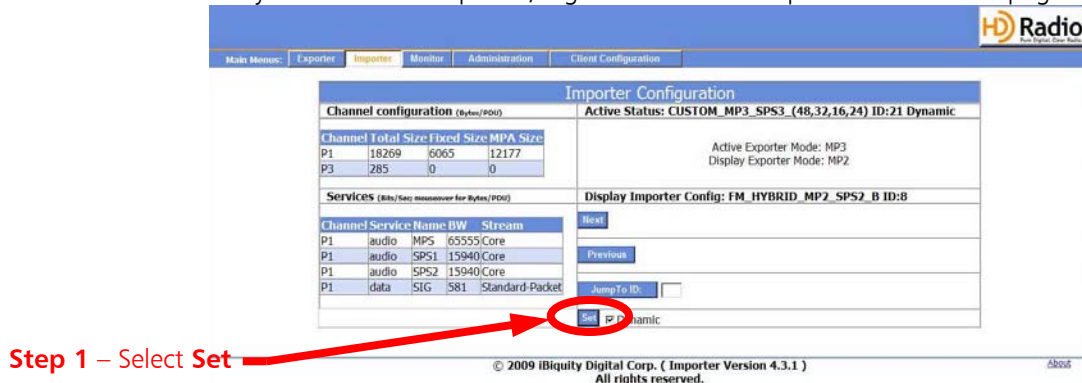 HD Radio
Pure Digital. Clear Radio.
Main Menus: Exporter Importer Monitor Administration Client Configuration
Importer Configuration
Channel configuration (Bytes/PDU)
Active Status: CUSTOM_MP3_SPS3_(48,32,16,24) ID:21 Dynamic
Channel Total Size Fixed Size MPA Size
P1 18269 6065 12177
P3 285 0 0
Active Exporter Mode: MP3
Display Exporter Mode: MP2
Services (Bits/Sec; mouseover for Bytes/PDU)
Display Importer Config: FM_HYBRID_MP2_SPS2_B ID:8
Channel Service Name BW Stream
P1 audio MPS 65555 Core
P1 audio SPS1 15940 Core
P1 audio SPS2 15940 Core
P1 data SIG 581 Standard-Packet
Next
Previous
JumpTo ID:
Set Dynamic
Step 1 – Select Set
© 2009 iBiquity Digital Corp. ( Importer Version 4.3.1 )
All rights reserved.
About